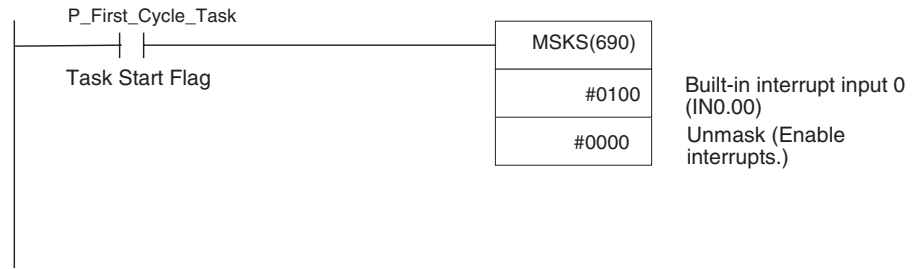 P_First_Cycle_Task
MSKS(690)
Task Start Flag
#0100
Built-in interrupt input 0
(IN0.00)
#0000
Unmask (Enable
interrupts.)